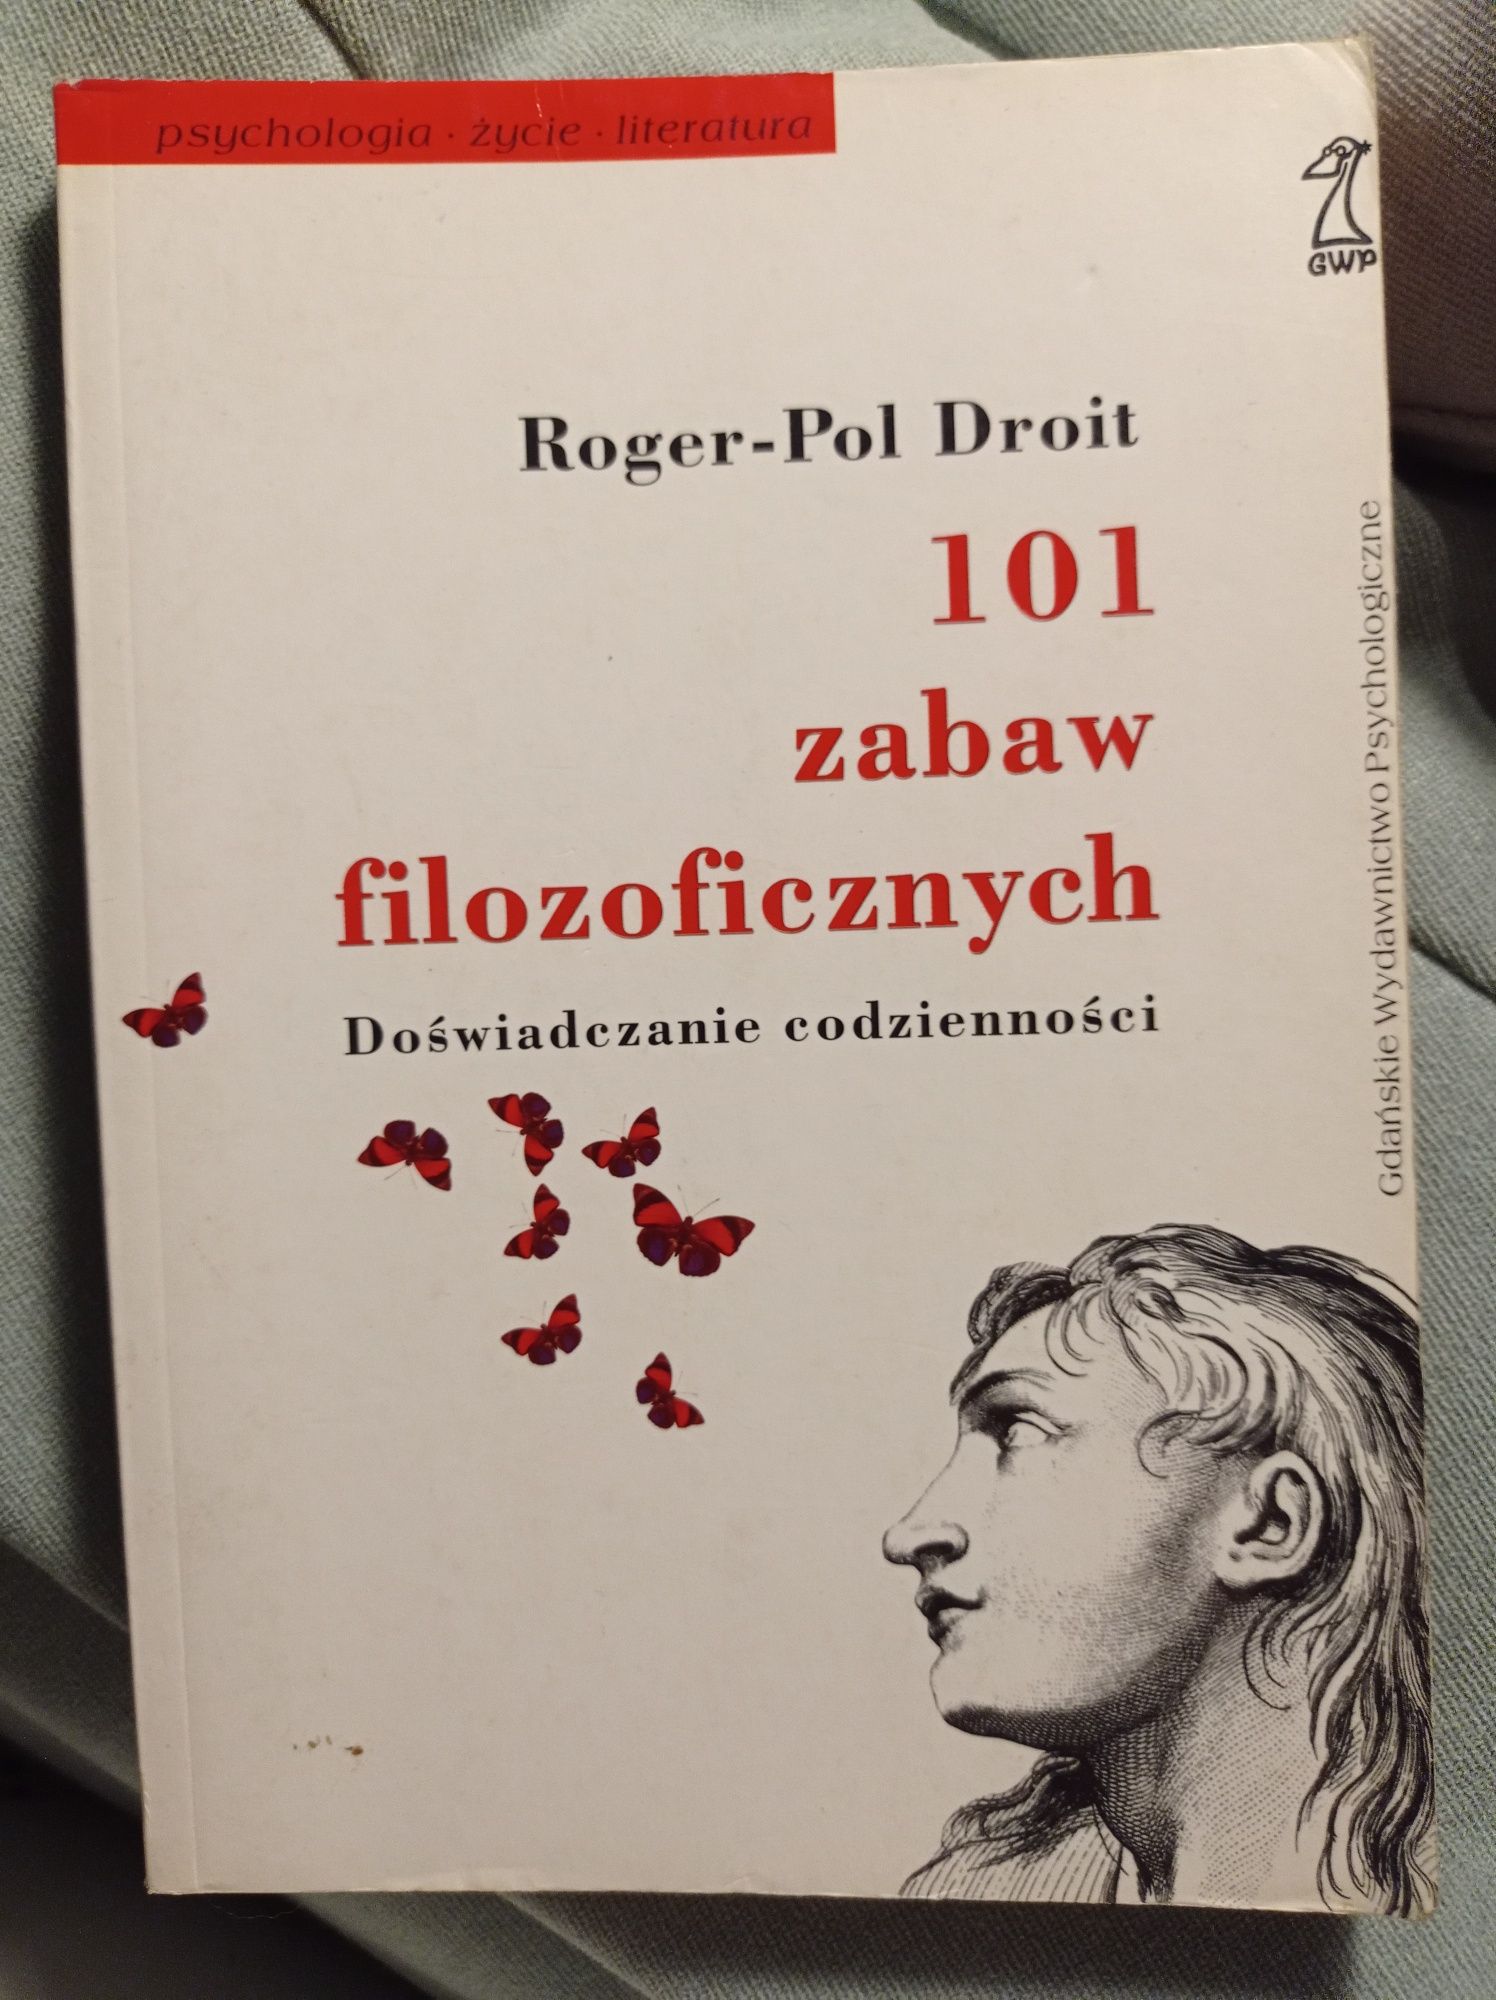 psychologia · życie · literatura
GWP
Roger-Pol Droit
101
zabaw
filozoficznych
Doświadczanie codzienności
Gdańskie Wydawnictwo Psychologiczne